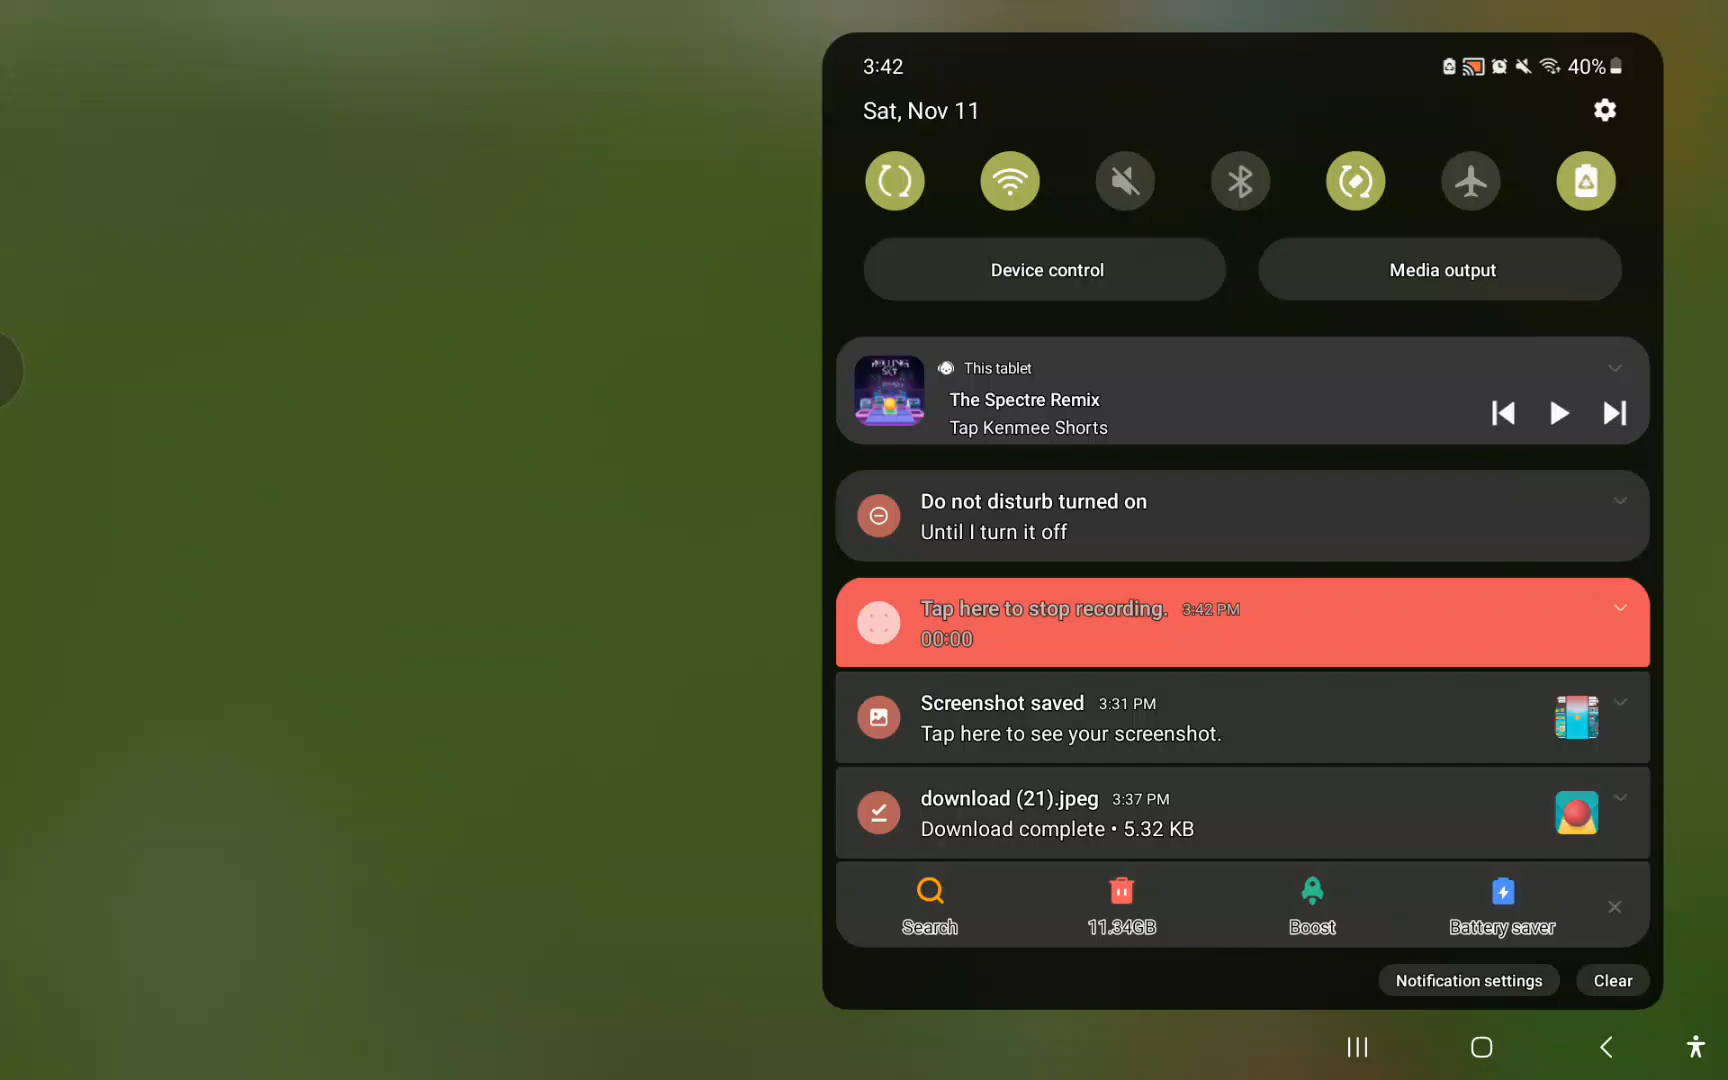 3:42
40%
Sat, Nov 11
Device control
Media output
ROLLING
SKY
This tablet
The Spectre Remix
Tap Kenmee Shorts
Do not disturb turned on
Until I turn it off
Tap here to stop recording. 3:42 PM
00:00
Screenshot saved 3:31 PM
Tap here to see your screenshot.
download (21).jpeg 3:37 PM
Download complete • 5.32 KB
Search
11.34GB
Boost
Battery saver
Notification settings
Clear